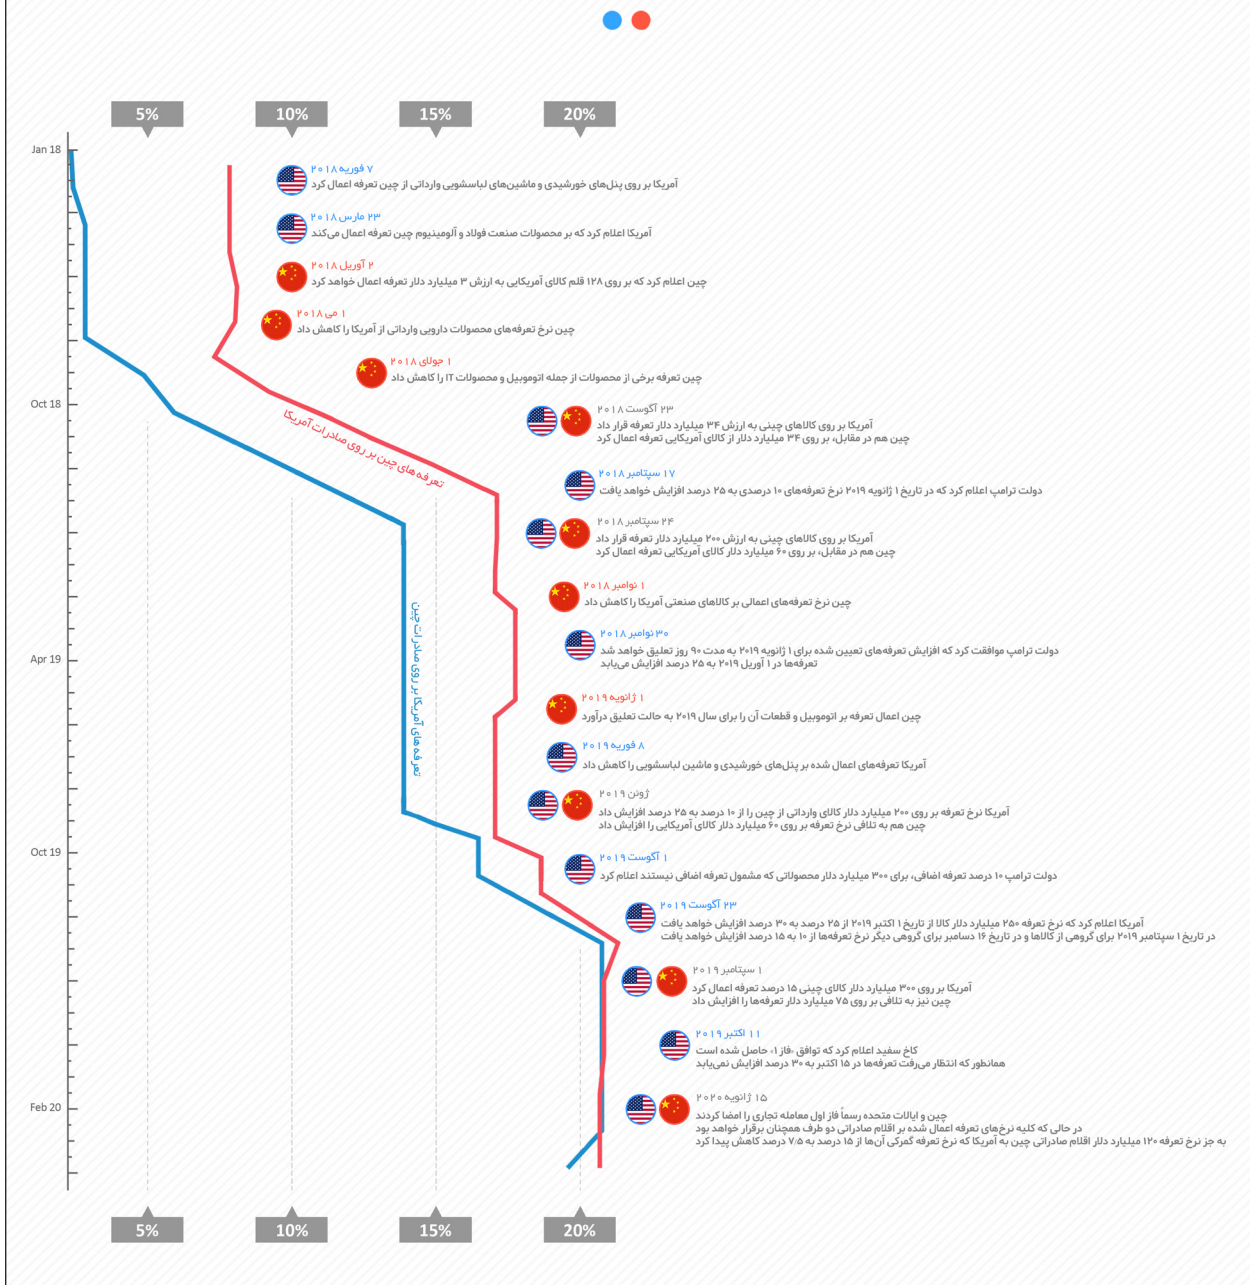 5% 10% 15% 20%
Jan 18
۷ فوریه ۲۰۱۸
آمریکا بر روی پنل‌های خورشیدی و ماشین‌های لباسشویی وارداتی از چین تعرفه اعمال کرد
۲۳ مارس ۲۰۱۸
آمریکا اعلام کرد که بر محصولات صنعت فولاد و آلومینیوم چین تعرفه اعمال می‌کند
۲ آوریل ۲۰۱۸
چین اعلام کرد که بر روی ۱۲۸ قلم کالای آمریکایی به ارزش ۳ میلیارد دلار تعرفه اعمال خواهد کرد
۱ می ۲۰۱۸
چین نرخ تعرفه‌های محصولات دارویی وارداتی از آمریکا را کاهش داد
۱ جولای ۲۰۱۸
چین تعرفه برخی از محصولات از جمله اتوموبیل و محصولات IT را کاهش داد
Oct 18
تعرفه‌های چین بر روی صادرات آمریکا
۲۳ آگوست ۲۰۱۸
آمریکا بر روی کالاهای چینی به ارزش ۳۴ میلیارد دلار تعرفه قرار داد
چین هم در مقابل، بر روی ۳۴ میلیارد دلار از کالای آمریکایی تعرفه اعمال کرد
۱۷ سپتامبر ۲۰۱۸
دولت ترامپ اعلام کرد که در تاریخ ۱ ژانویه ۲۰۱۹ نرخ تعرفه‌های ۱۰ درصدی به ۲۵ درصد افزایش خواهد یافت
۲۴ سپتامبر ۲۰۱۸
آمریکا بر روی کالاهای چینی به ارزش ۲۰۰ میلیارد دلار تعرفه قرار داد
چین هم در مقابل، بر روی ۶۰ میلیارد دلار کالای آمریکایی تعرفه اعمال کرد
۱ نوامبر ۲۰۱۸
چین نرخ تعرفه‌های اعمالی بر کالاهای صنعتی آمریکا را کاهش داد
تعرفه‌های آمریکا بر روی صادرات چین
۳۰ نوامبر ۲۰۱۸
دولت ترامپ موافقت کرد که افزایش تعرفه‌های تعیین شده برای ۱ ژانویه ۲۰۱۹ به مدت ۹۰ روز تعلیق خواهد شد
تعرفه‌ها در ۱ آوریل ۲۰۱۹ به ۲۵ درصد افزایش می‌یابد
Apr 19
۱ ژانویه ۲۰۱۹
چین اعمال تعرفه بر اتوموبیل و قطعات آن را برای سال ۲۰۱۹ به حالت تعلیق درآورد
۸ فوریه ۲۰۱۹
آمریکا تعرفه‌های اعمال شده بر پنل‌های خورشیدی و ماشین لباسشویی را کاهش داد
ژوئن ۲۰۱۹
آمریکا نرخ تعرفه بر روی ۲۰۰ میلیارد دلار کالای وارداتی از چین را از ۱۰ درصد به ۲۵ درصد افزایش داد
چین هم به تلافی نرخ تعرفه بر روی ۶۰ میلیارد دلار کالای آمریکایی را افزایش داد
Oct 19
۱ آگوست ۲۰۱۹
دولت ترامپ ۱۰ درصد تعرفه اضافی، برای ۳۰۰ میلیارد دلار محصولاتی که مشمول تعرفه اضافی نیستند اعلام کرد
۲۳ آگوست ۲۰۱۹
آمریکا اعلام کرد که نرخ تعرفه ۲۵۰ میلیارد دلار کالا از تاریخ ۱ اکتبر ۲۰۱۹ از ۲۵ درصد به ۳۰ درصد افزایش خواهد یافت
در تاریخ ۱ سپتامبر ۲۰۱۹ برای گروهی از کالاها و در تاریخ ۱۶ دسامبر برای گروهی دیگر نرخ تعرفه‌ها از ۱۰ به ۱۵ درصد افزایش خواهد یافت
۱ سپتامبر ۲۰۱۹
آمریکا بر روی ۳۰۰ میلیارد دلار کالای چینی ۱۵ درصد تعرفه اعمال کرد
چین نیز به تلافی بر روی ۷۵ میلیارد دلار تعرفه‌ها را افزایش داد
۱۱ اکتبر ۲۰۱۹
کاخ سفید اعلام کرد که توافق «فاز ۱» حاصل شده است
همانطور که انتظار می‌رفت تعرفه‌ها در ۱۵ اکتبر به ۳۰ درصد افزایش نمی‌یابد
Feb 20
۱۵ ژانویه ۲۰۲۰
چین و ایالات متحده رسماً فاز اول معامله تجاری را امضا کردند
در حالی که کلیه نرخ‌های تعرفه اعمال شده بر اقلام صادراتی دو طرف همچنان برقرار خواهد بود
به جز نرخ تعرفه ۱۲۰ میلیارد دلار اقلام صادراتی چین به آمریکا که نرخ تعرفه گمرکی آن‌ها از ۱۵ درصد به ۷/۵ درصد کاهش پیدا کرد
5% 10% 15% 20%